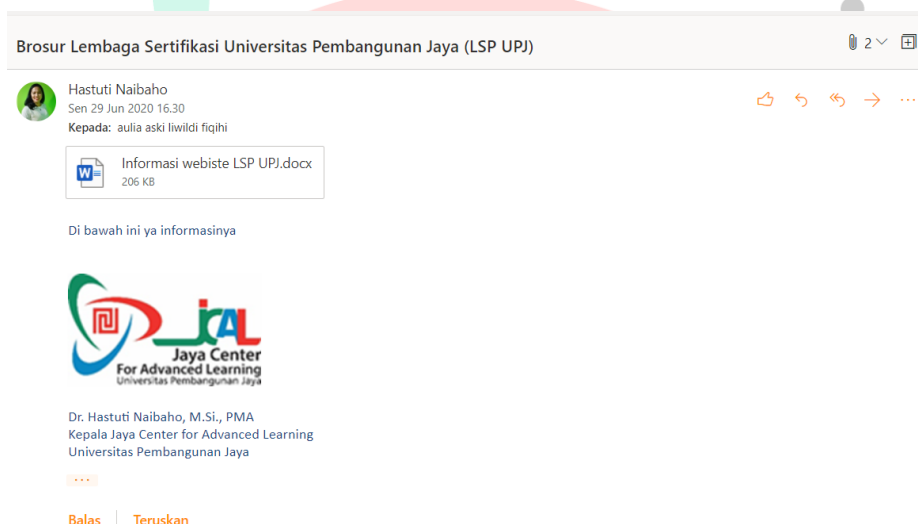 Brosur Lembaga Sertifikasi Universitas Pembangunan Jaya (LSP UPJ)
2
Hastuti Naibaho
Sen 29 Jun 2020 16.30
Kepada: aulia aski liwildi fiqihi
W
Informasi webiste LSP UPJ.docx
206 KB
Di bawah ini ya informasinya
JCAL
Jaya Center
For Advanced Learning
Universitas Pembangunan Jaya
Dr. Hastuti Naibaho, M.Si., PMA
Kepala Jaya Center for Advanced Learning
Universitas Pembangunan Jaya
...
Balas | Teruskan